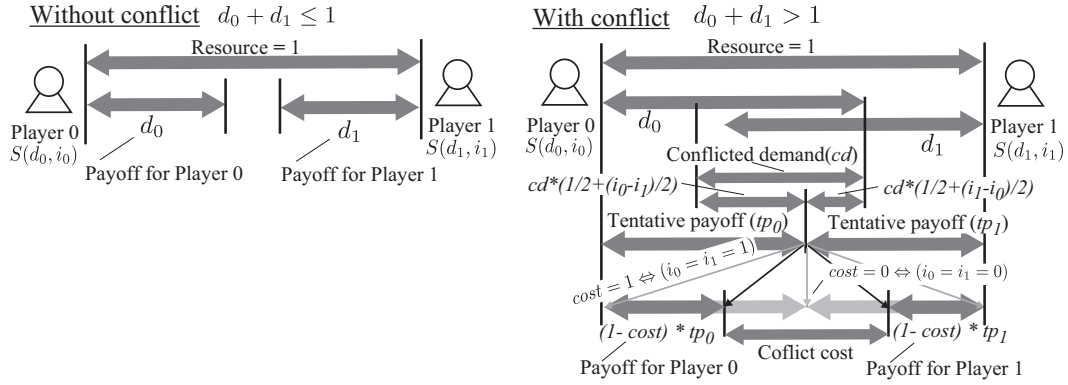 Without conflict d₀ + d₁ ≤ 1
Resource = 1
d₀
d₁
Player 0
S(d₀, i₀)
Player 1
S(d₁, i₁)
Payoff for Player 0
Payoff for Player 1
With conflict d₀ + d₁ > 1
Resource = 1
Player 0
S(d₀, i₀)
d₀
d₁
Player 1
S(d₁, i₁)
Conflicted demand(cd)
cd*(1/2+(i₀-i₁)/2)
cd*(1/2+(i₁-i₀)/2)
Tentative payoff (tp₀)
Tentative payoff (tp₁)
cost = 1 ⇔ (i₀ = i₁ = 1)
cost = 0 ⇔ (i₀ = i₁ = 0)
(1- cost) * tp₀
(1- cost) * tp₁
Coflict cost
Payoff for Player 0
Payoff for Player 1